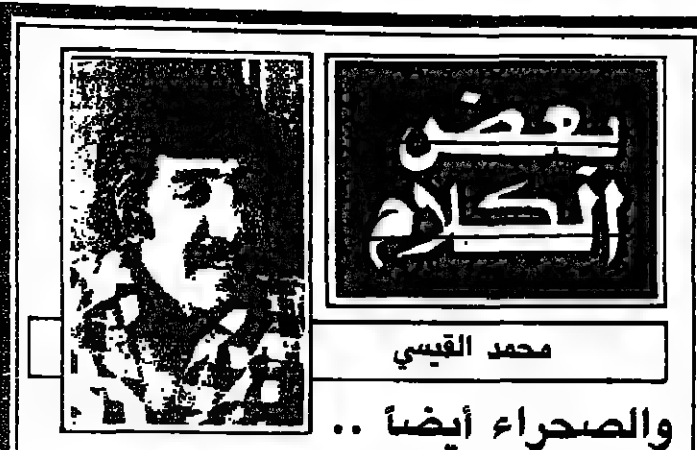 بعض
الكلام
محمد القيسي
والصحراء أيضاً ..